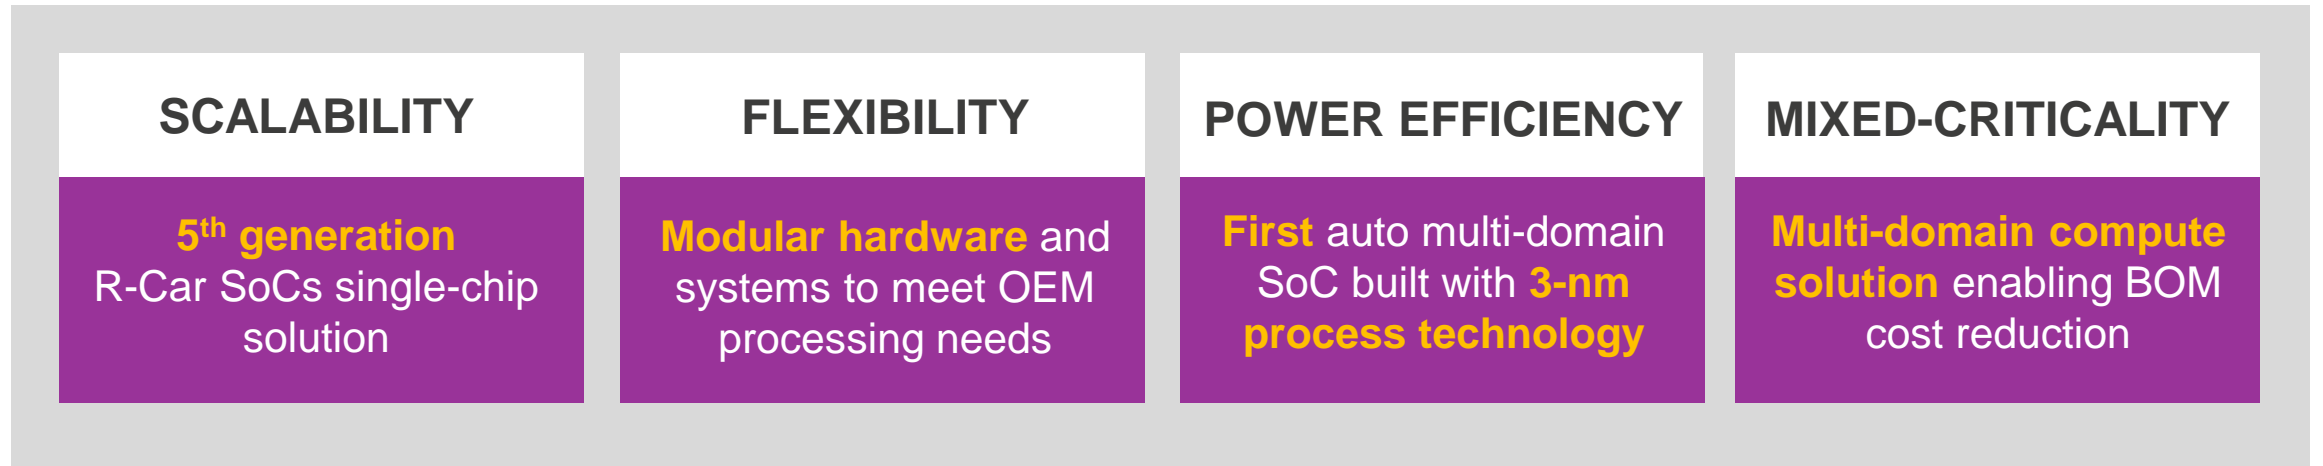 SCALABILITY
5th generation
R-Car SoCs single-chip
solution
FLEXIBILITY
Modular hardware and
systems to meet OEM
processing needs
POWER EFFICIENCY
First auto multi-domain
SoC built with 3-nm
process technology
MIXED-CRITICALITY
Multi-domain compute
solution enabling BOM
cost reduction